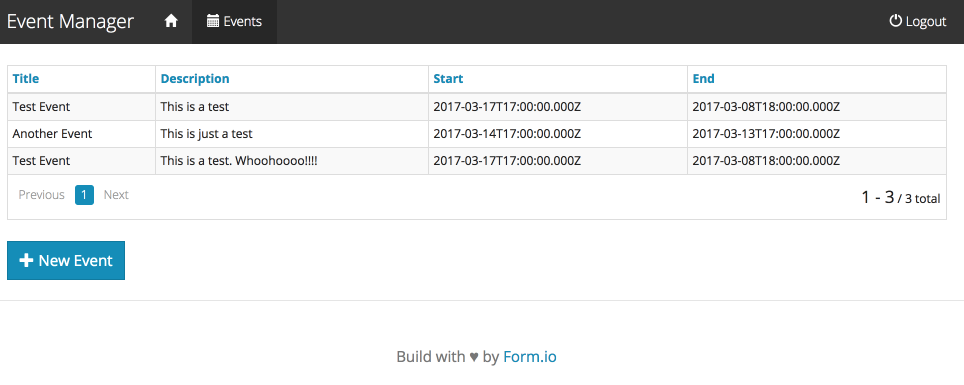 Event Manager Events Logout
Title Description Start End
Test Event This is a test 2017-03-17T17:00:00.000Z 2017-03-08T18:00:00.000Z
Another Event This is just a test 2017-03-14T17:00:00.000Z 2017-03-13T17:00:00.000Z
Test Event This is a test. Whoohoooo!!!! 2017-03-17T17:00:00.000Z 2017-03-08T18:00:00.000Z
Previous 1 Next 1 - 3 / 3 total
New Event
Build with ♥ by Form.io